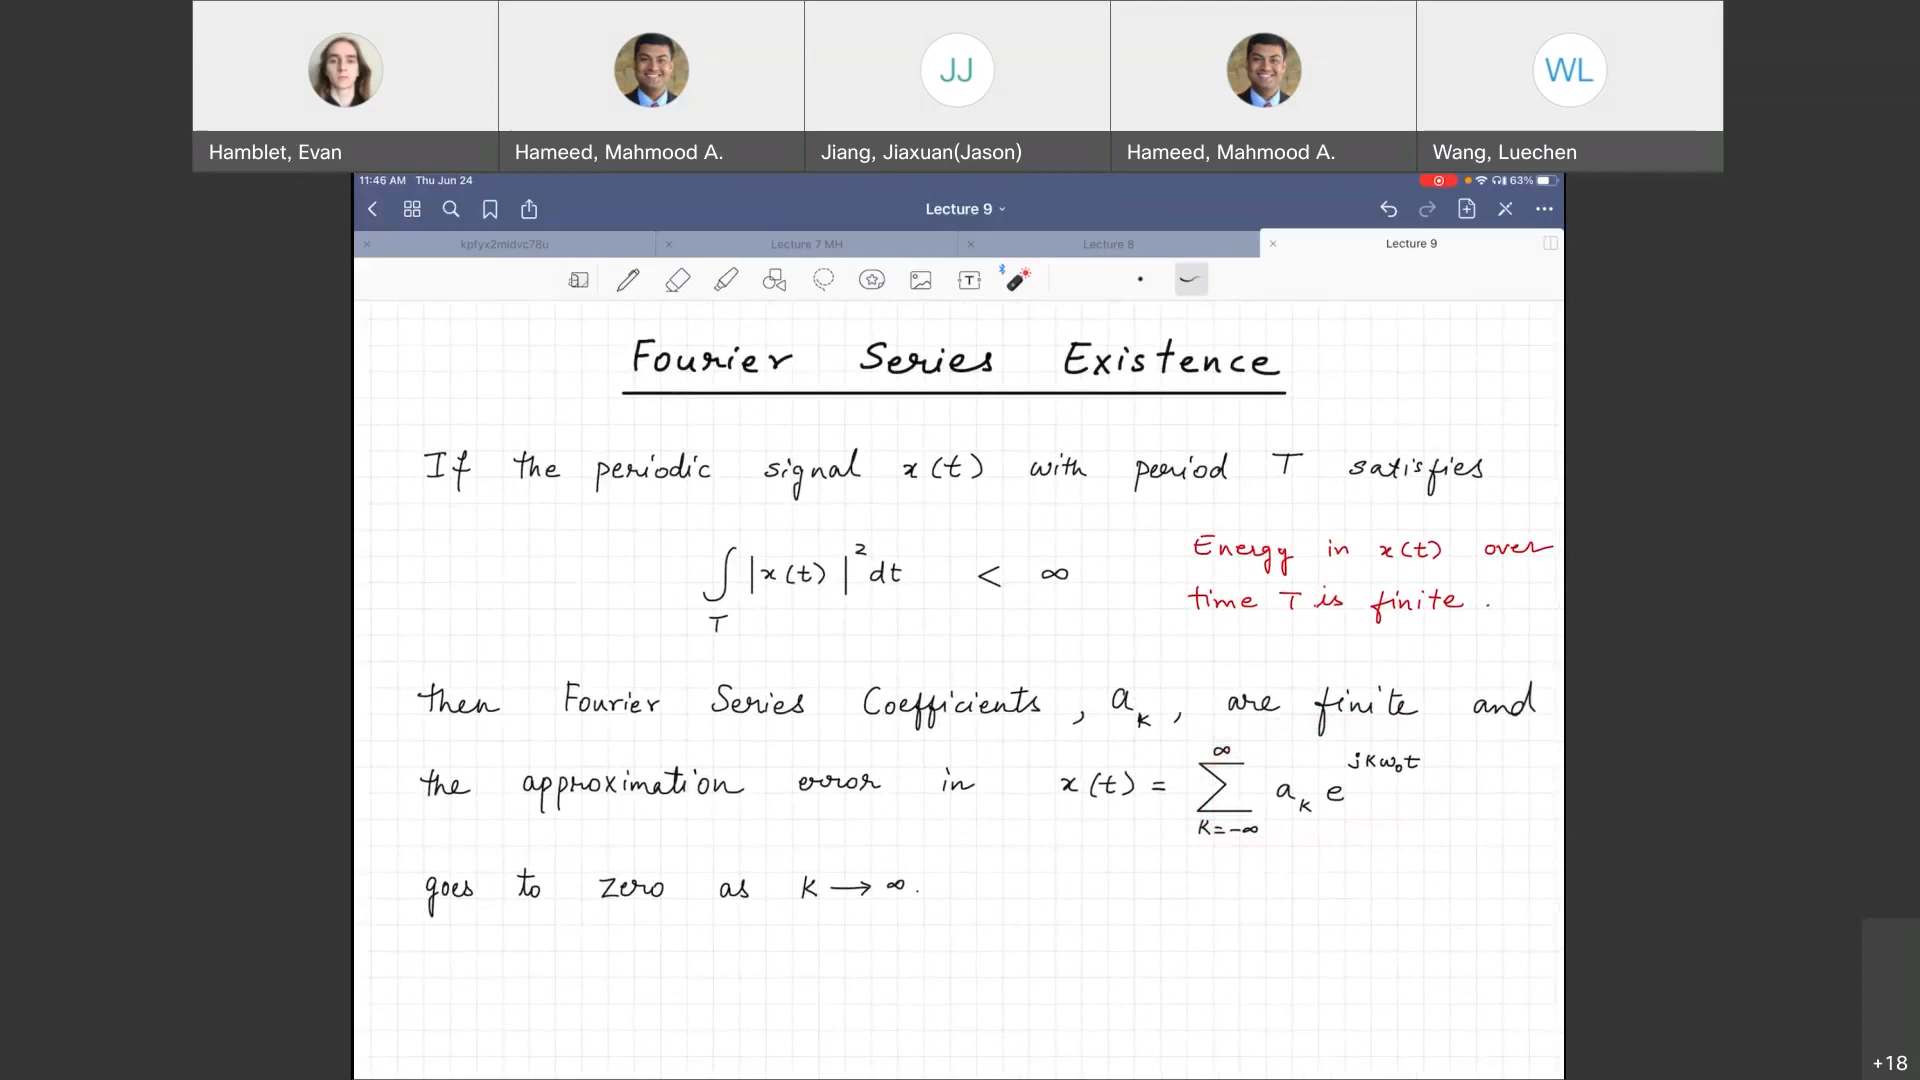 JJ
WL
Hamblet, Evan
Hameed, Mahmood A.
Jiang, Jiaxuan(Jason)
Hameed, Mahmood A.
Wang, Luechen
11:46 AM Thu Jun 24
63%
Lecture 9
kpfyx2midvc78u
Lecture 7 MH
Lecture 8
Lecture 9
Fourier Series Existence
If the periodic signal x(t) with period T satisfies
∫_T |x(t)|² dt < ∞
Energy in x(t) over
time T is finite.
then Fourier Series Coefficients, a_k, are finite and
the approximation error in x(t) = ∑_{k=-∞}^{∞} a_k e^{jkω₀t}
goes to zero as k → ∞.
+18